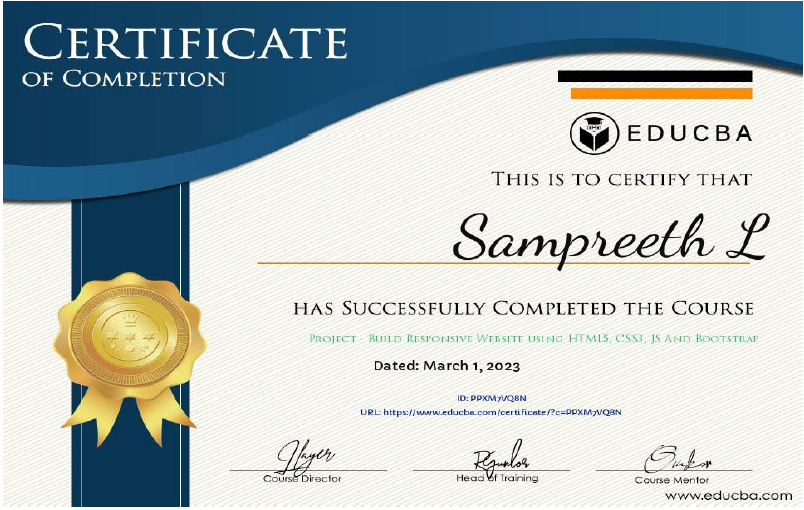 CERTIFICATE
OF COMPLETION
EDUCBA
THIS IS TO CERTIFY THAT
Sampreeth L
HAS SUCCESSFULLY COMPLETED THE COURSE
PROJECT - BUILD RESPONSIVE WEBSITE USING HTML5, CSS3, JS AND BOOTSTRAP
Dated: March 1, 2023
ID: PPXM7VQ8N
URL: https://www.educba.com/certificate/?c=PPXM7VQ8N
Course Director
Head of Training
Course Mentor
www.educba.com